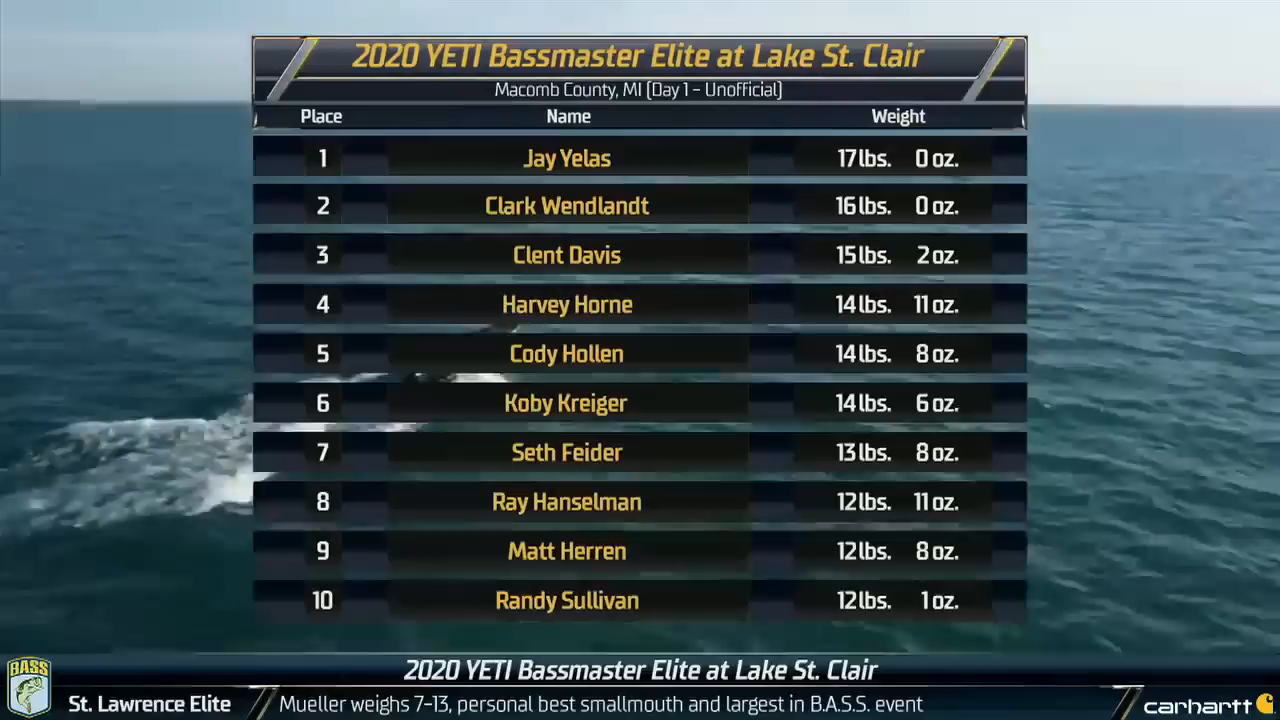 2020 YETI Bassmaster Elite at Lake St. Clair
Macomb County, MI (Day 1 - Unofficial)
Place Name Weight
1 Jay Yelas 17 lbs. 0 oz.
2 Clark Wendlandt 16 lbs. 0 oz.
3 Clent Davis 15 lbs. 2 oz.
4 Harvey Horne 14 lbs. 11 oz.
5 Cody Hollen 14 lbs. 8 oz.
6 Koby Kreiger 14 lbs. 6 oz.
7 Seth Feider 13 lbs. 8 oz.
8 Ray Hanselman 12 lbs. 11 oz.
9 Matt Herren 12 lbs. 8 oz.
10 Randy Sullivan 12 lbs. 1 oz.
2020 YETI Bassmaster Elite at Lake St. Clair
BASS
St. Lawrence Elite Mueller weighs 7-13, personal best smallmouth and largest in B.A.S.S. event carhartt